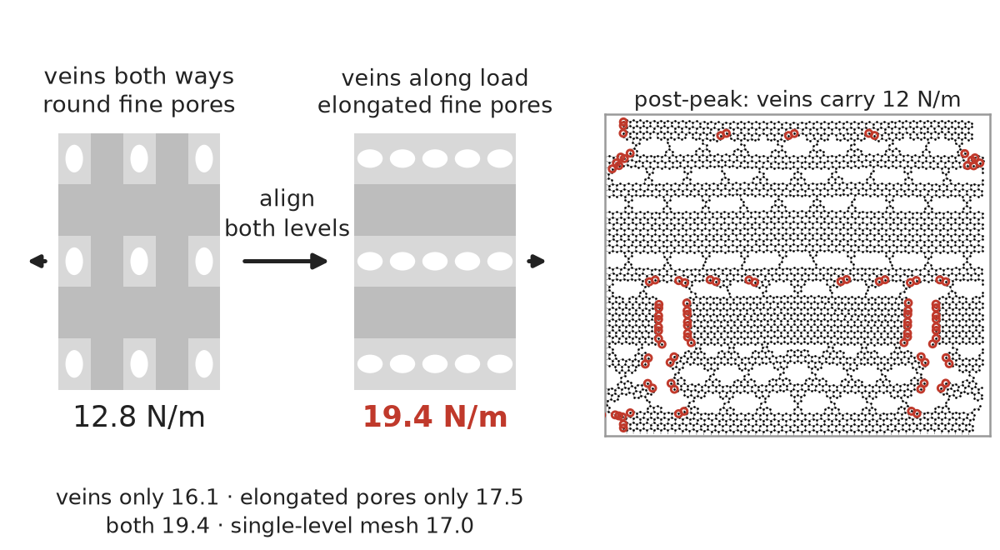 veins both ways
round fine pores
veins along load
elongated fine pores
post-peak: veins carry 12 N/m
align
both levels
12.8 N/m
19.4 N/m
veins only 16.1 · elongated pores only 17.5
both 19.4 · single-level mesh 17.0